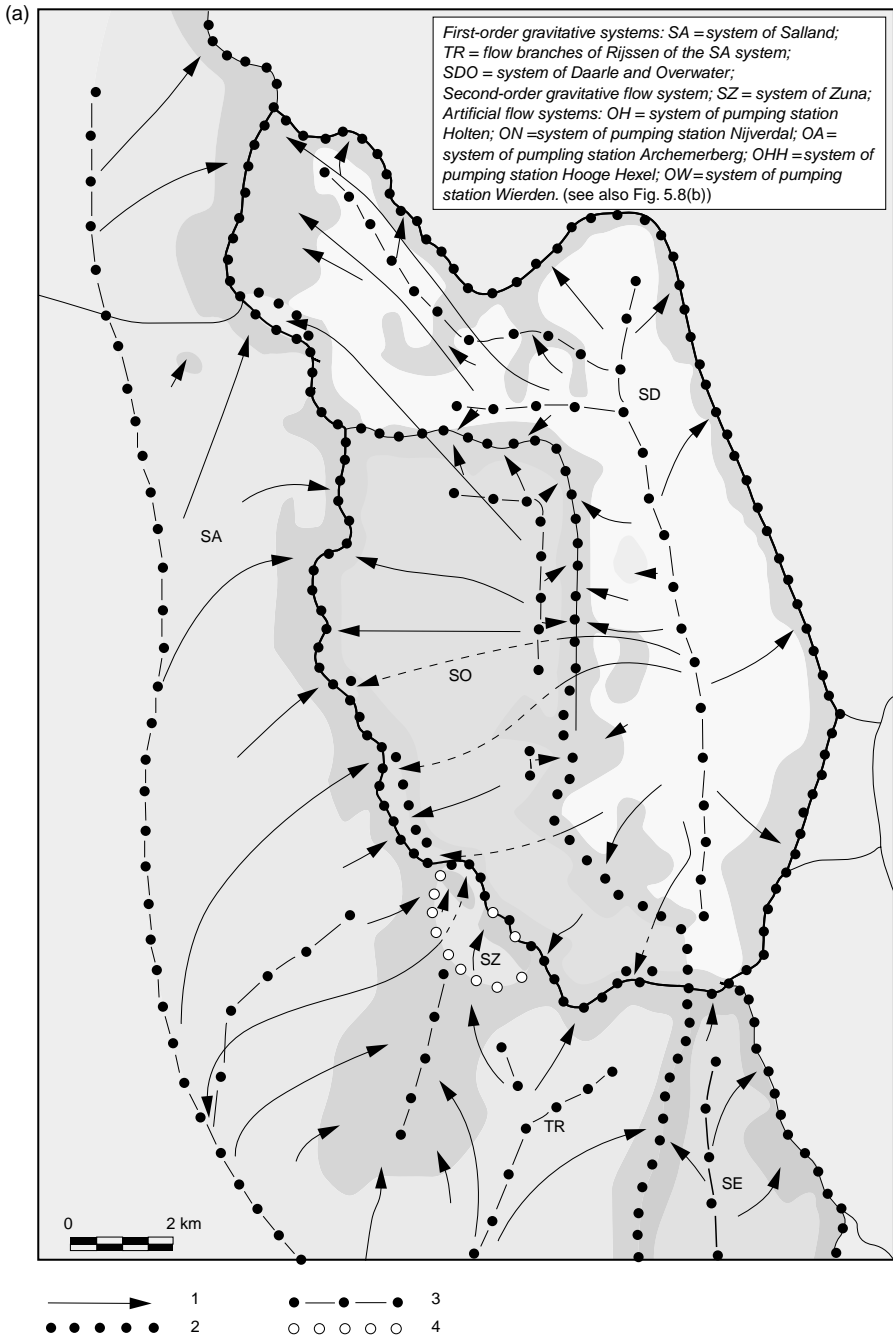 (a)
First-order gravitative systems: SA = system of Salland;
TR = flow branches of Rijssen of the SA system;
SDO = system of Daarle and Overwater;
Second-order gravitative flow system; SZ = system of Zuna;
Artificial flow systems: OH = system of pumping station
Holten; ON =system of pumping station Nijverdal; OA =
system of pumpling station Archemerberg; OHH = system of
pumping station Hooge Hexel; OW= system of pumping
station Wierden. (see also Fig. 5.8(b))
SD
SA
SO
SZ
TR
SE
0 2 km
1 3
2 4